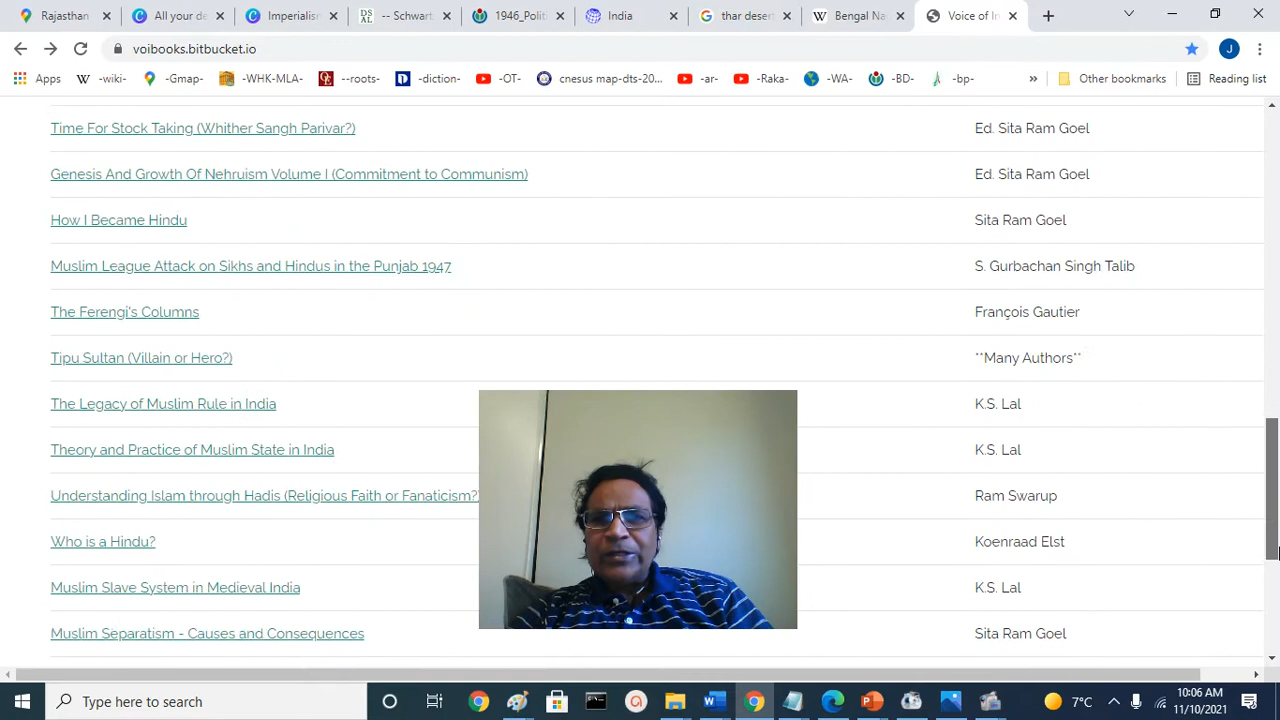 Rajasthan
All your de
Imperialism
-- Schwart
1946_Polit
India
thar desert
Bengal Na
Voice of In
voibooks.bitbucket.io
J
Apps
-wiki-
-Gmap-
-WHK-MLA-
--roots-
-diction-
-OT-
cnesus map-dts-20...
-ar-
-Raka-
-WA-
-BD-
-bp-
Other bookmarks
Reading list
Time For Stock Taking (Whither Sangh Parivar?) Ed. Sita Ram Goel
Genesis And Growth Of Nehruism Volume I (Commitment to Communism) Ed. Sita Ram Goel
How I Became Hindu Sita Ram Goel
Muslim League Attack on Sikhs and Hindus in the Punjab 1947 S. Gurbachan Singh Talib
The Ferengi's Columns François Gautier
Tipu Sultan (Villain or Hero?) **Many Authors**
The Legacy of Muslim Rule in India K.S. Lal
Theory and Practice of Muslim State in India K.S. Lal
Understanding Islam through Hadis (Religious Faith or Fanaticism? Ram Swarup
Who is a Hindu? Koenraad Elst
Muslim Slave System in Medieval India K.S. Lal
Muslim Separatism - Causes and Consequences Sita Ram Goel
Type here to search
7°C
10:06 AM
11/10/2021